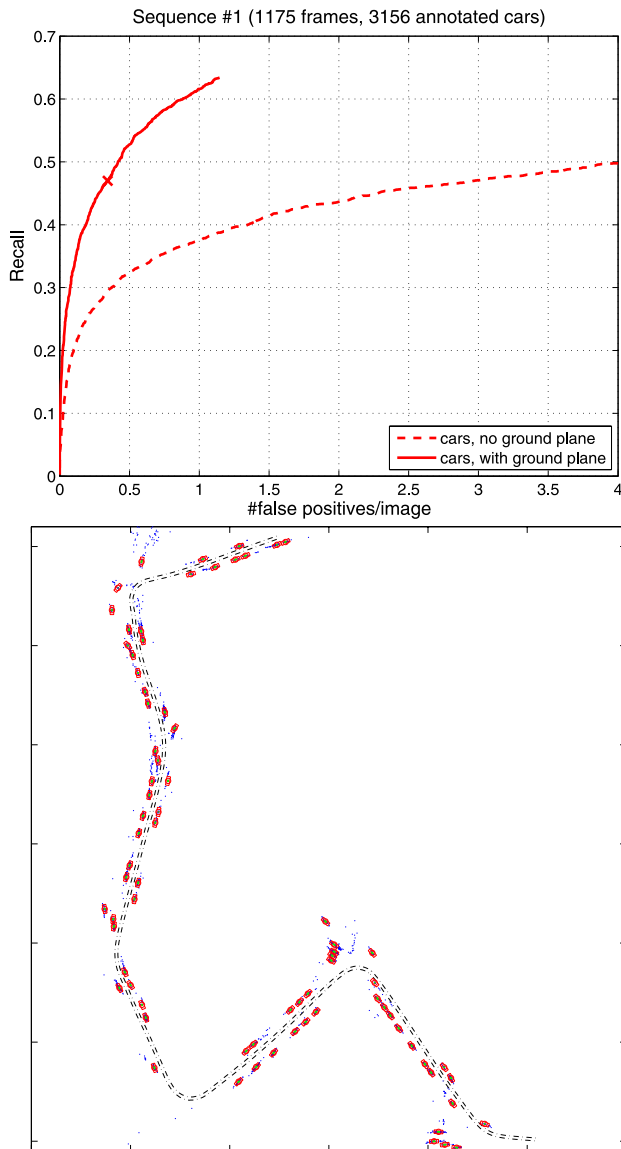 Sequence #1 (1175 frames, 3156 annotated cars)
0.7
0.6
0.5
0.4
0.3
0.2
0.1
0
Recall
cars, no ground plane
cars, with ground plane
0 0.5 1 1.5 2 2.5 3 3.5 4
#false positives/image